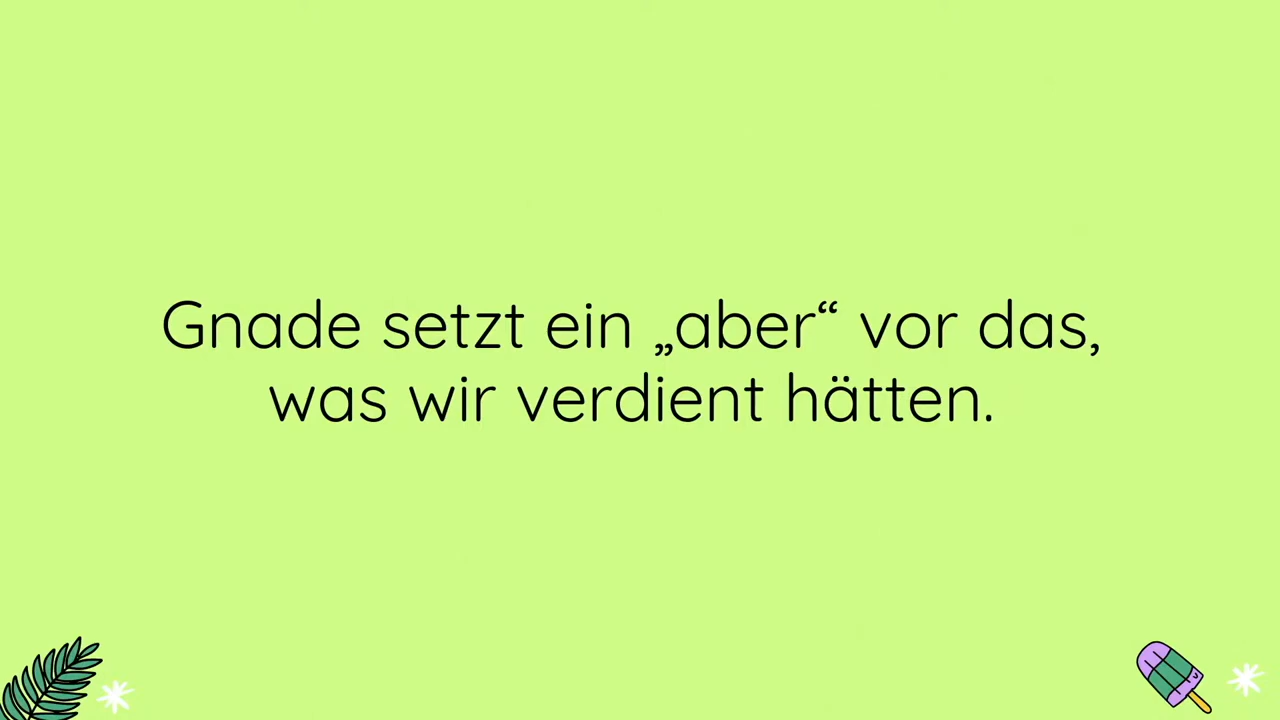 Gnade setzt ein „aber“ vor das,
was wir verdient hätten.